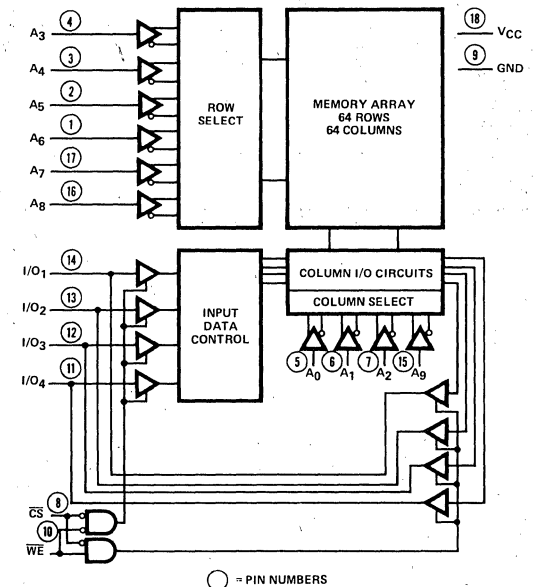 4
A3
3
A4
2
A5
1
A6
17
A7
16
A8
ROW
SELECT
MEMORY ARRAY
64 ROWS
64 COLUMNS
18
VCC
9
GND
14
I/O1
13
I/O2
12
I/O3
11
I/O4
INPUT
DATA
CONTROL
COLUMN I/O CIRCUITS
COLUMN SELECT
5 A0
6 A1
7 A2
15 A9
8
CS
10
WE
= PIN NUMBERS